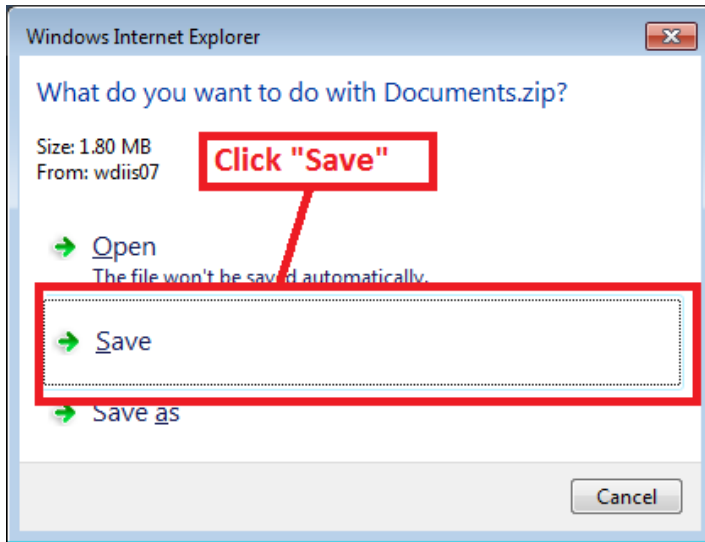 Windows Internet Explorer
What do you want to do with Documents.zip?
Size: 1.80 MB
From: wdiis07
Click "Save"
Open
The file won't be saved automatically.
Save
Save as
Cancel